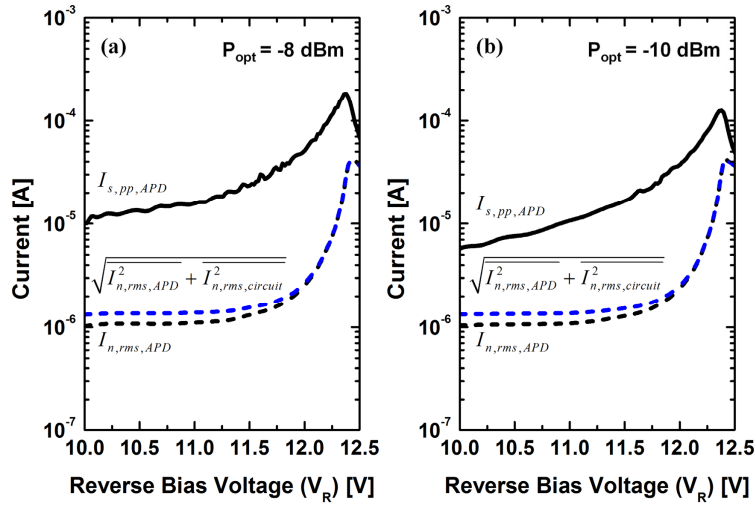 (a) P_opt = -8 dBm
10^-3
10^-4
10^-5
10^-6
10^-7
Current [A]
I_s,pp,APD
√(I²_n,rms,APD + I²_n,rms,circuit)
I_n,rms,APD
10.0 10.5 11.0 11.5 12.0 12.5
Reverse Bias Voltage (V_R) [V]
(b) P_opt = -10 dBm
10^-3
10^-4
10^-5
10^-6
10^-7
Current [A]
I_s,pp,APD
√(I²_n,rms,APD + I²_n,rms,circuit)
I_n,rms,APD
10.0 10.5 11.0 11.5 12.0 12.5
Reverse Bias Voltage (V_R) [V]